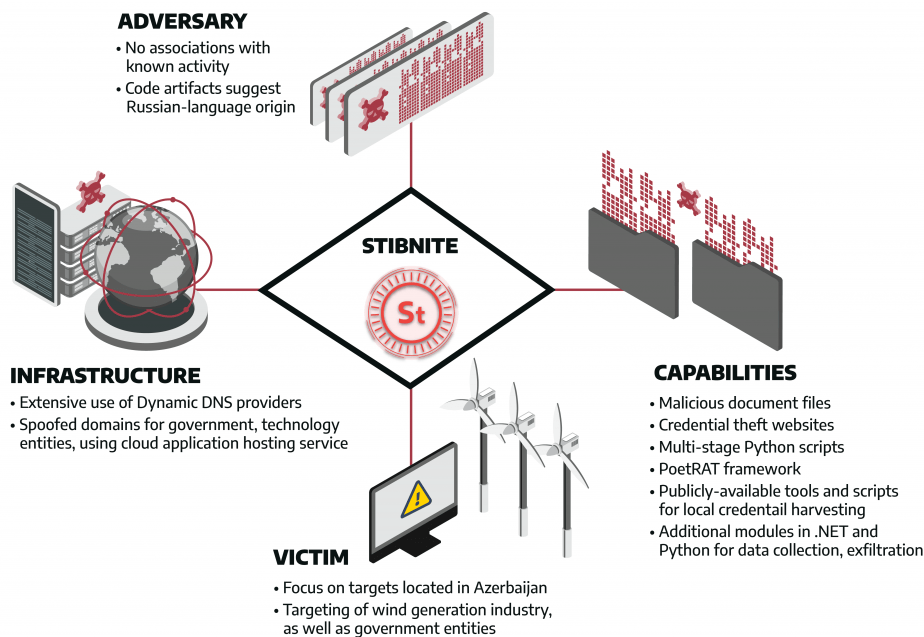 ADVERSARY
• No associations with
known activity
• Code artifacts suggest
Russian-language origin
STIBNITE
St
INFRASTRUCTURE
• Extensive use of Dynamic DNS providers
• Spoofed domains for government, technology
entities, using cloud application hosting service
CAPABILITIES
• Malicious document files
• Credential theft websites
• Multi-stage Python scripts
• PoetRAT framework
• Publicly-available tools and scripts
for local credentail harvesting
• Additional modules in .NET and
Python for data collection, exfiltration
VICTIM
• Focus on targets located in Azerbaijan
• Targeting of wind generation industry,
as well as government entities